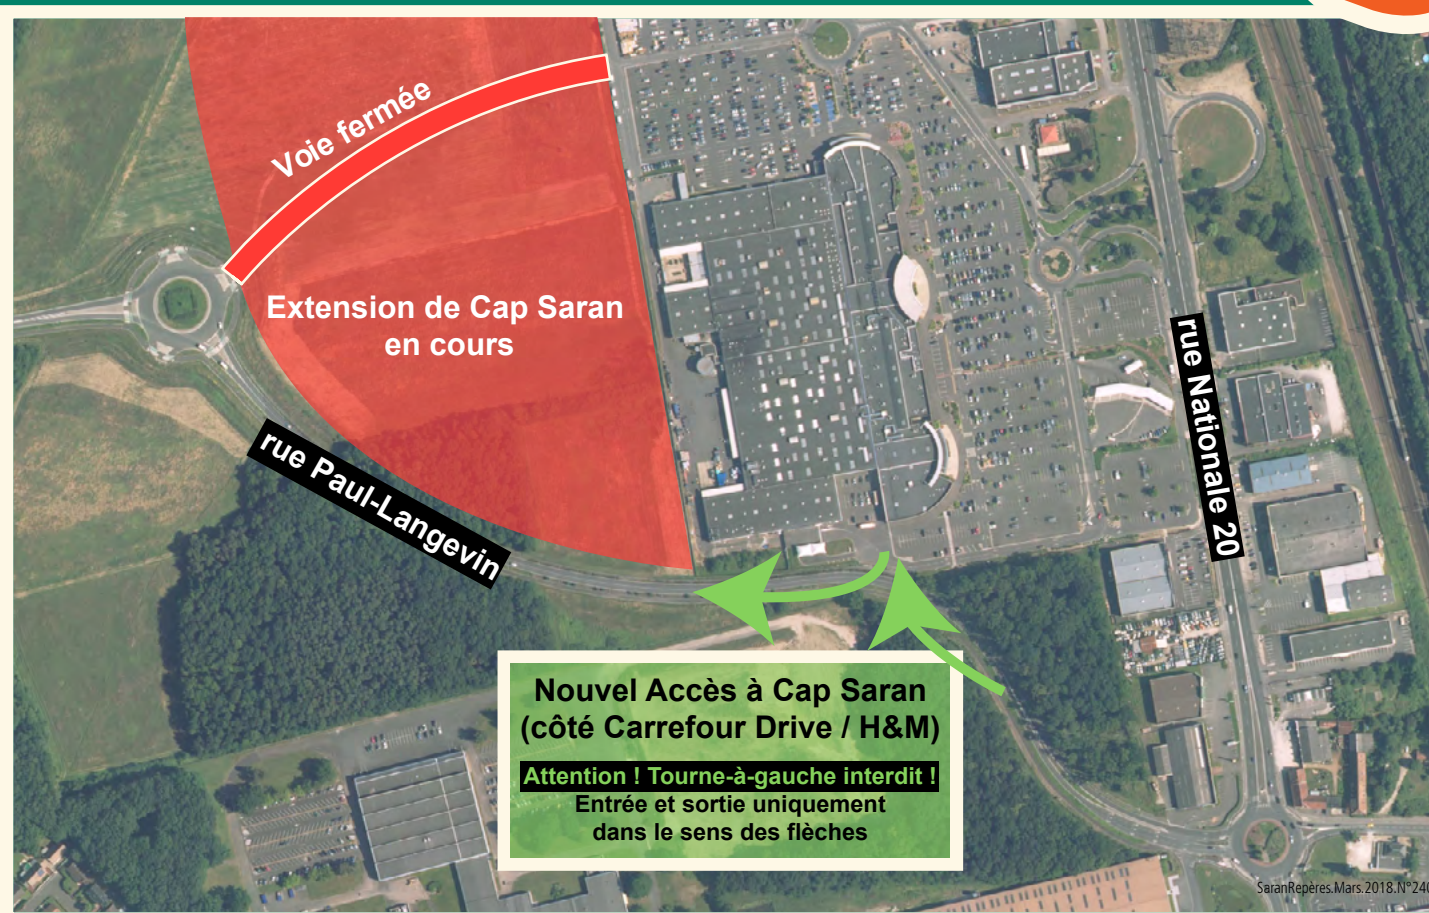 Voie fermée
Extension de Cap Saran
en cours
rue Paul-Langevin
rue Nationale 20
Nouvel Accès à Cap Saran
(côté Carrefour Drive / H&M)
Attention ! Tourne-à-gauche interdit !
Entrée et sortie uniquement
dans le sens des flèches
SaranRepères.Mars.2018.N°240